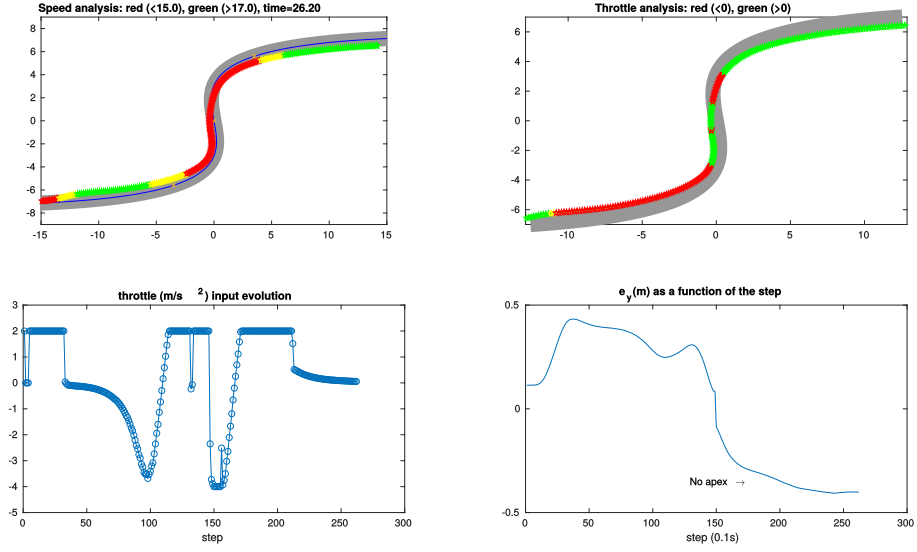 Speed analysis: red (<15.0), green (>17.0), time=26.20
8
6
4
2
0
-2
-4
-6
-8
-15 -10 -5 0 5 10 15
Throttle analysis: red (<0), green (>0)
6
4
2
0
-2
-4
-6
-10 -5 0 5 10
throttle (m/s 2) input evolution
3
2
1
0
-1
-2
-3
-4
-5
0 50 100 150 200 250 300
step
ey(m) as a function of the step
0.5
0
-0.5
No apex →
0 50 100 150 200 250 300
step (0.1s)